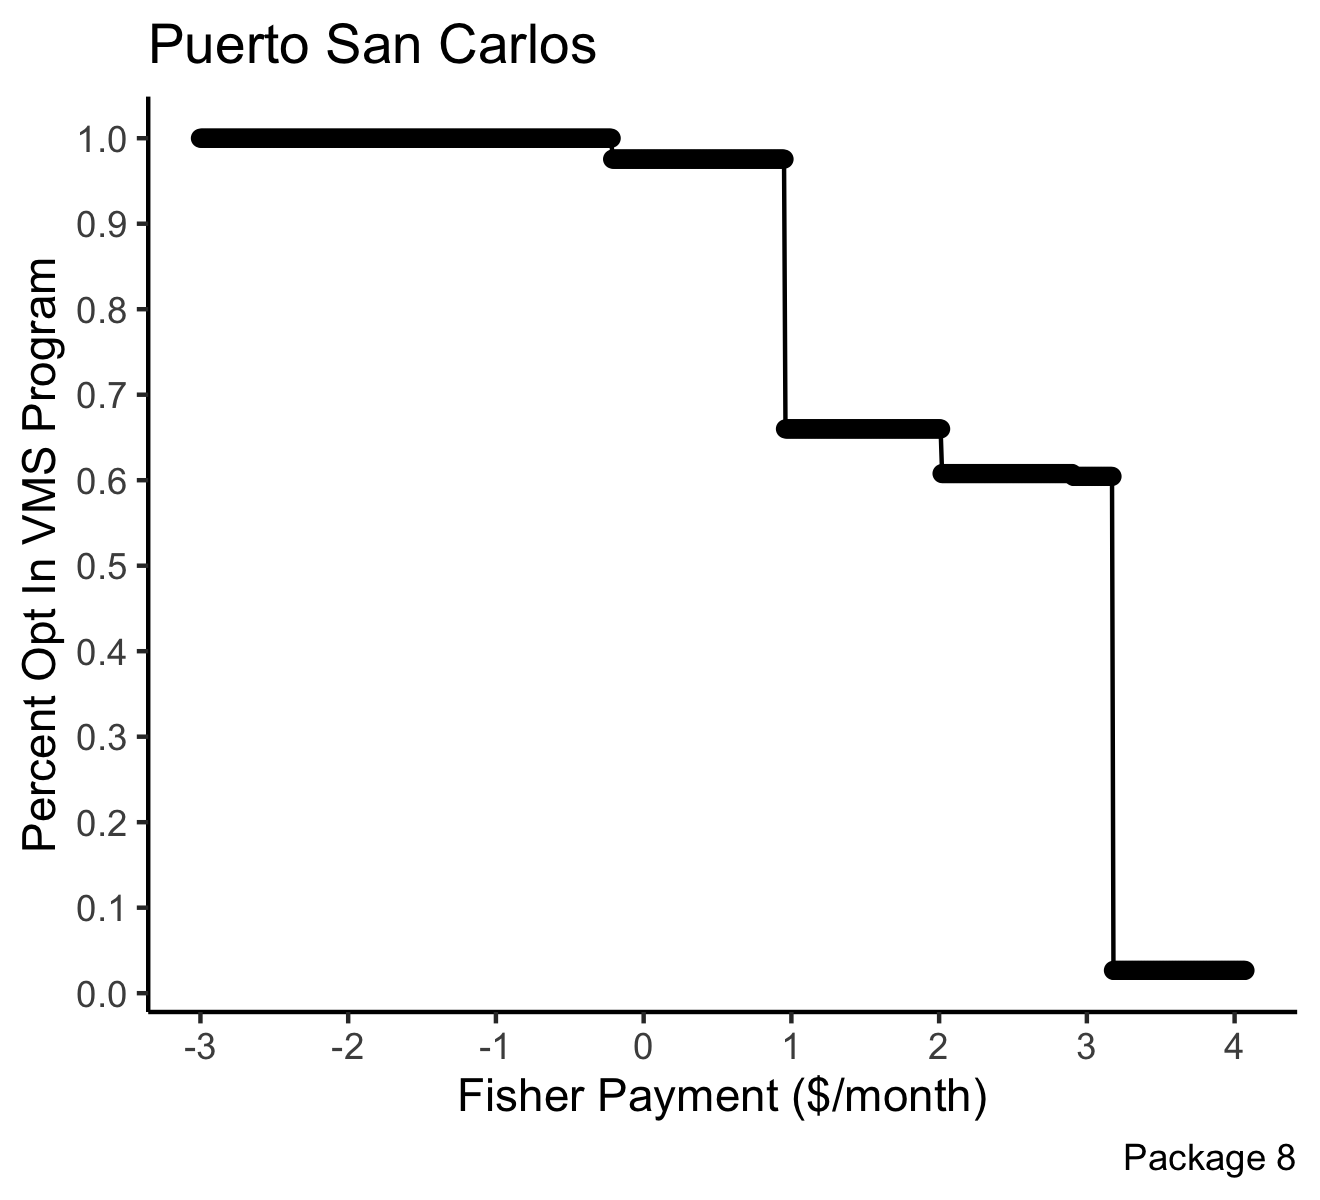 Puerto San Carlos
Percent Opt In VMS Program
1.0
0.9
0.8
0.7
0.6
0.5
0.4
0.3
0.2
0.1
0.0
-3 -2 -1 0 1 2 3 4
Fisher Payment ($/month)
Package 8